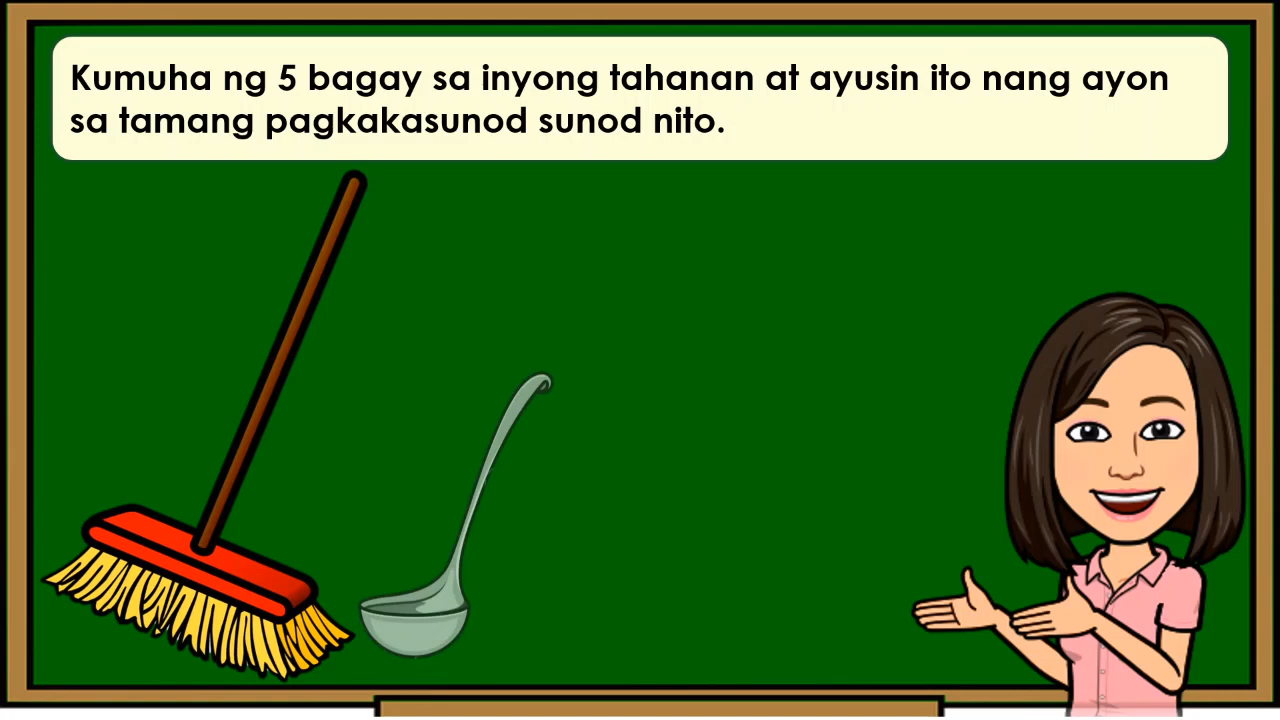 Kumuha ng 5 bagay sa inyong tahanan at ayusin ito nang ayon
sa tamang pagkakasunod sunod nito.